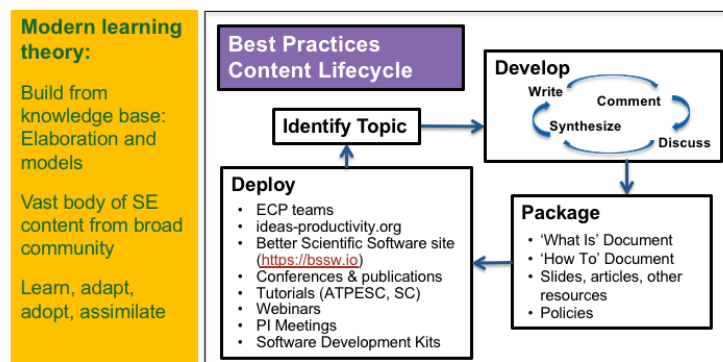 Modern learning
theory:
Build from
knowledge base:
Elaboration and
models
Vast body of SE
content from broad
community
Learn, adapt,
adopt, assimilate
Best Practices
Content Lifecycle
Identify Topic
Develop
Write
Comment
Synthesize
Discuss
Package
• ‘What Is’ Document
• ‘How To’ Document
• Slides, articles, other
resources
• Policies
Deploy
• ECP teams
• ideas-productivity.org
• Better Scientific Software site
(https://bssw.io)
• Conferences & publications
• Tutorials (ATPESC, SC)
• Webinars
• PI Meetings
• Software Development Kits